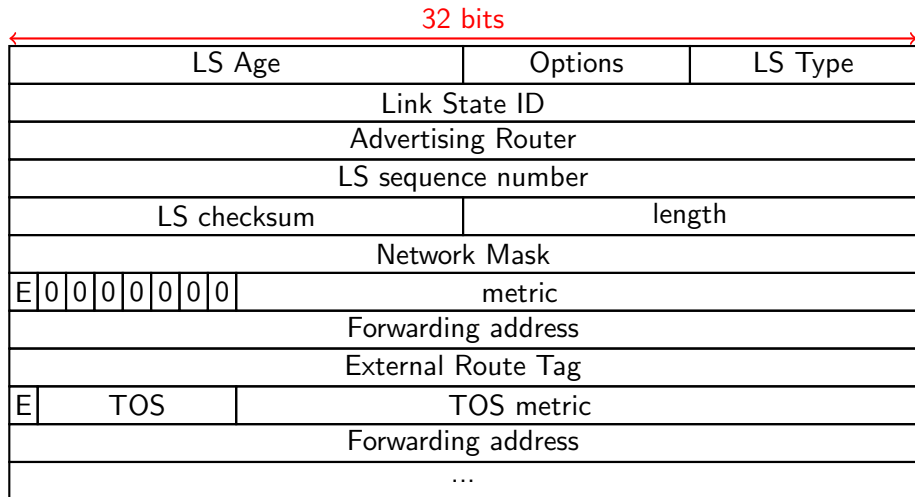 32 bits
LS Age Options LS Type
Link State ID
Advertising Router
LS sequence number
LS checksum length
Network Mask
E 0 0 0 0 0 0 0 metric
Forwarding address
External Route Tag
E TOS TOS metric
Forwarding address
...